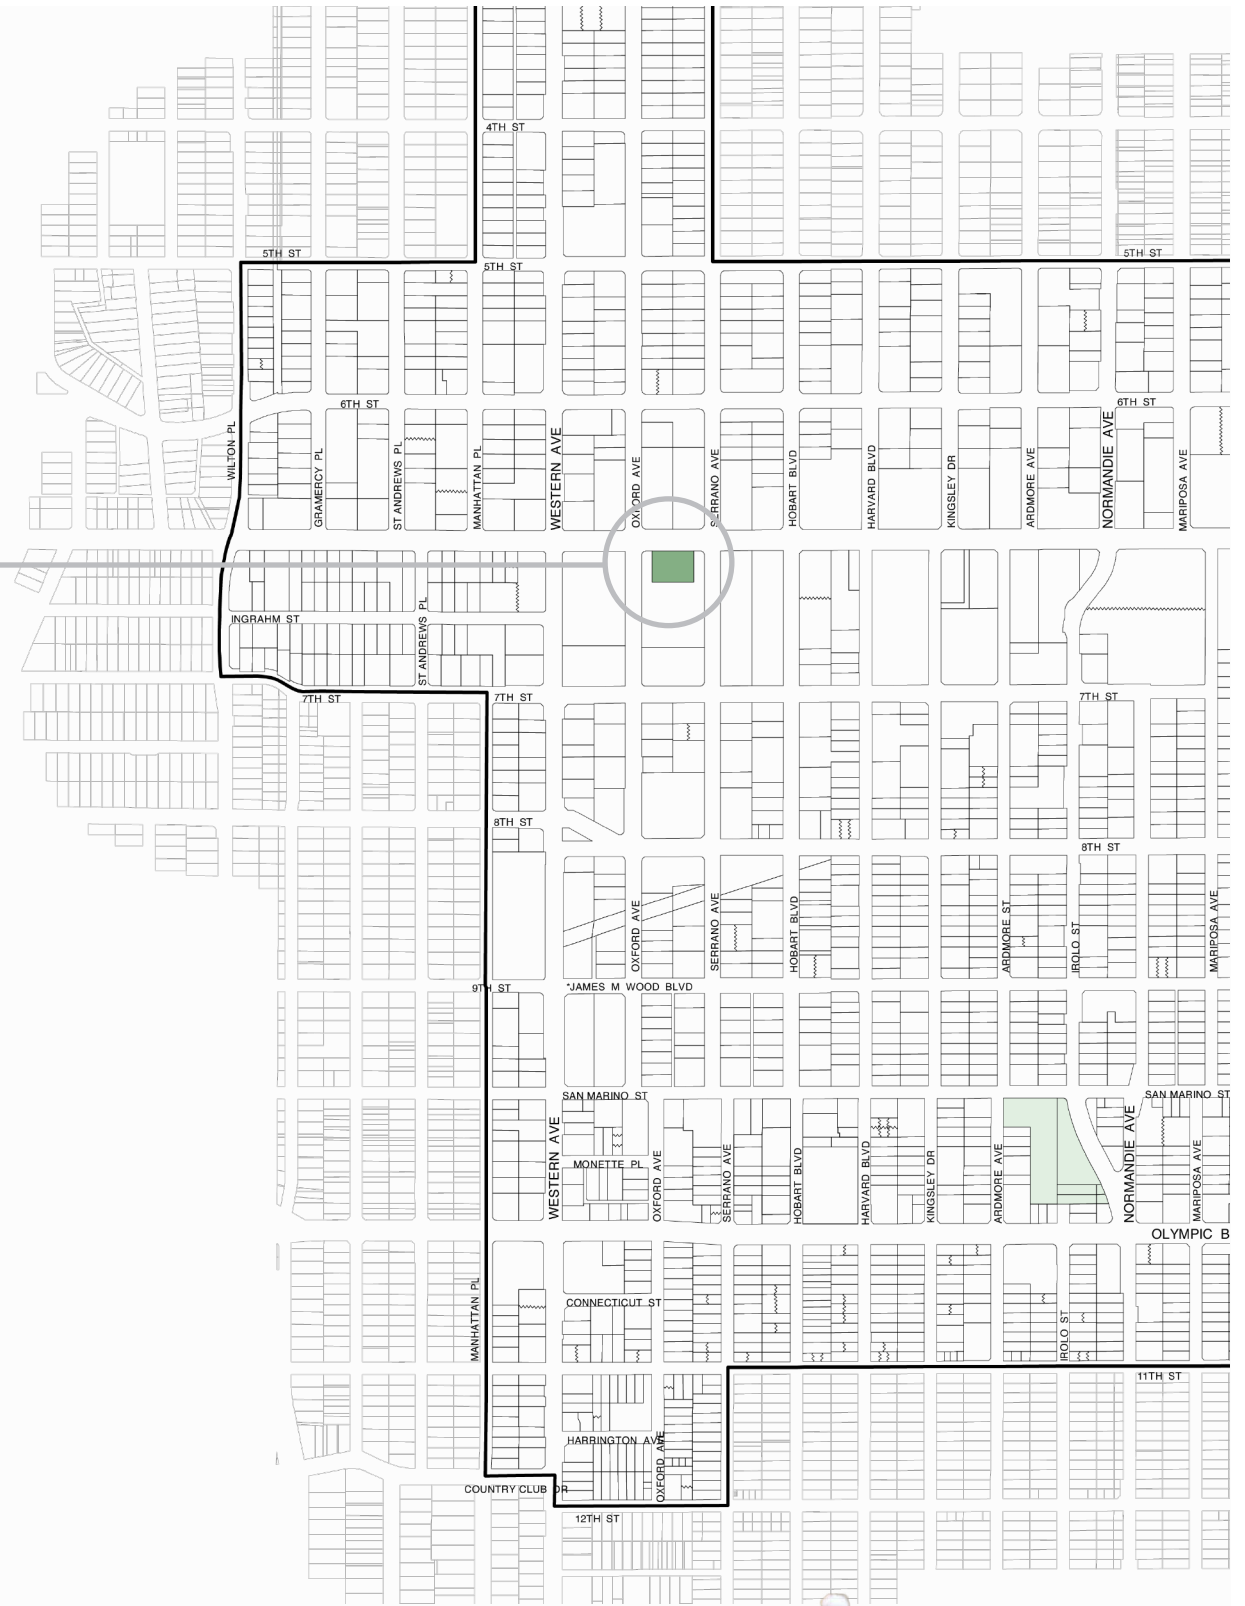 4TH ST
5TH ST
5TH ST
5TH ST
6TH ST
6TH ST
WILTON PL
GRAMERCY PL
ST ANDREWS PL
MANHATTAN PL
WESTERN AVE
OXFORD AVE
SERRANO AVE
HOBART BLVD
HARVARD BLVD
KINGSLEY DR
ARDMORE AVE
NORMANDIE AVE
MARIPOSA AVE
INGRAHM ST
ST ANDREWS PL
7TH ST
7TH ST
7TH ST
8TH ST
8TH ST
OXFORD AVE
SERRANO AVE
HOBART BLVD
ARDMORE ST
IROLO ST
MARIPOSA AVE
9TH ST
*JAMES M WOOD BLVD
SAN MARINO ST
SAN MARINO ST
WESTERN AVE
MONETTE PL
OXFORD AVE
SERRANO AVE
HOBART BLVD
HARVARD BLVD
KINGSLEY DR
ARDMORE AVE
NORMANDIE AVE
MARIPOSA AVE
OLYMPIC B
MANHATTAN PL
CONNECTICUT ST
IROLO ST
11TH ST
HARRINGTON AVE
OXFORD AVE
COUNTRY CLUB DR
12TH ST